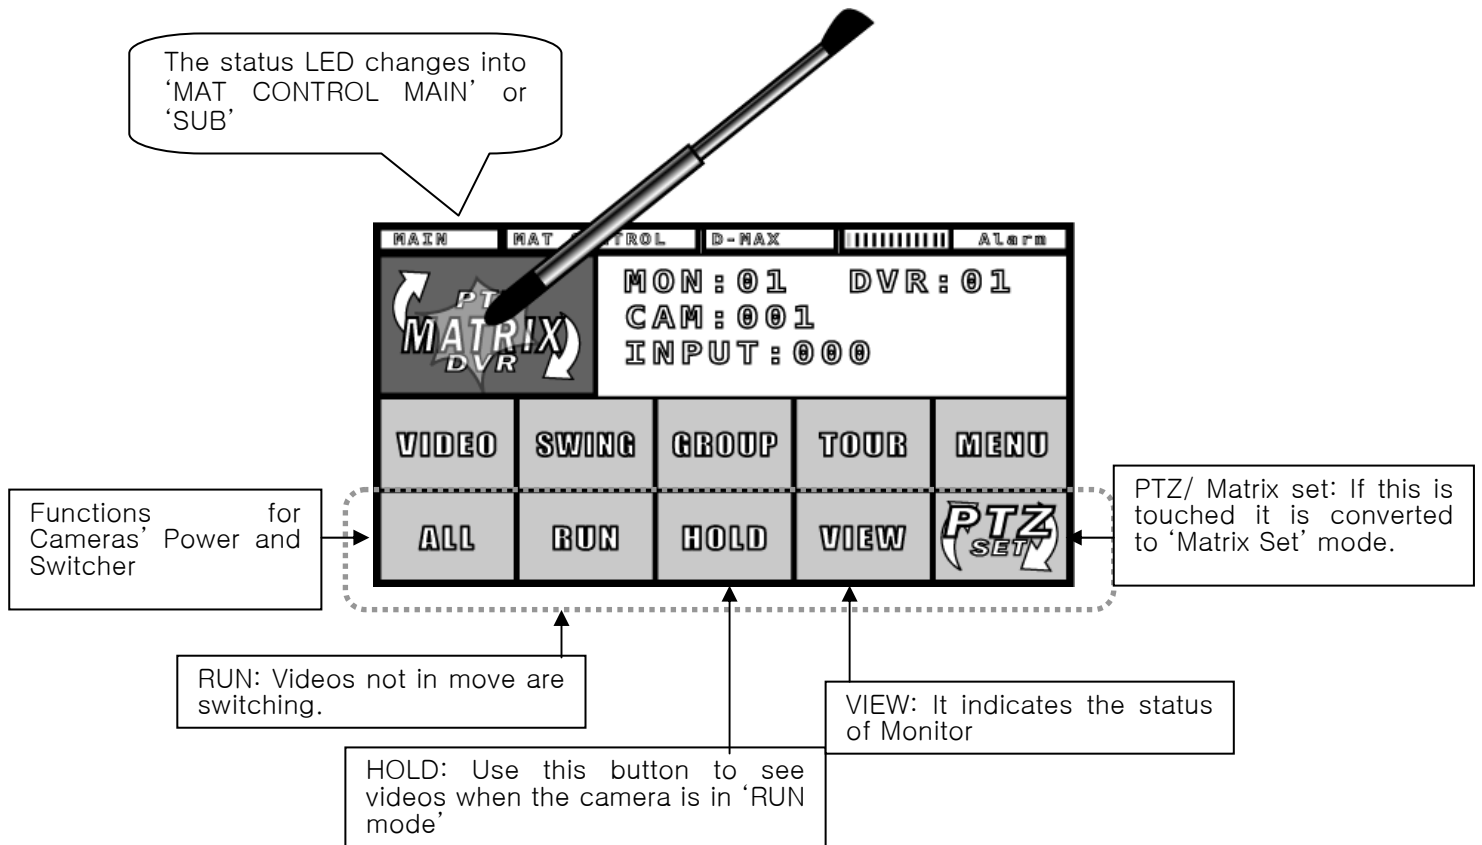 The status LED changes into
‘MAT CONTROL MAIN’ or
‘SUB’
MAIN
D-MAX
Alarm
MATRIX
DVR
MON:01 DVR:01
CAM:001
INPUT:000
VIDEO SWING GROUP TOUR MENU
ALL RUN HOLD VIEW PTZ
SET
Functions for
Cameras’ Power and
Switcher
PTZ/ Matrix set: If this is
touched it is converted
to ‘Matrix Set’ mode.
RUN: Videos not in move are
switching.
VIEW: It indicates the status
of Monitor
HOLD: Use this button to see
videos when the camera is in ‘RUN
mode’